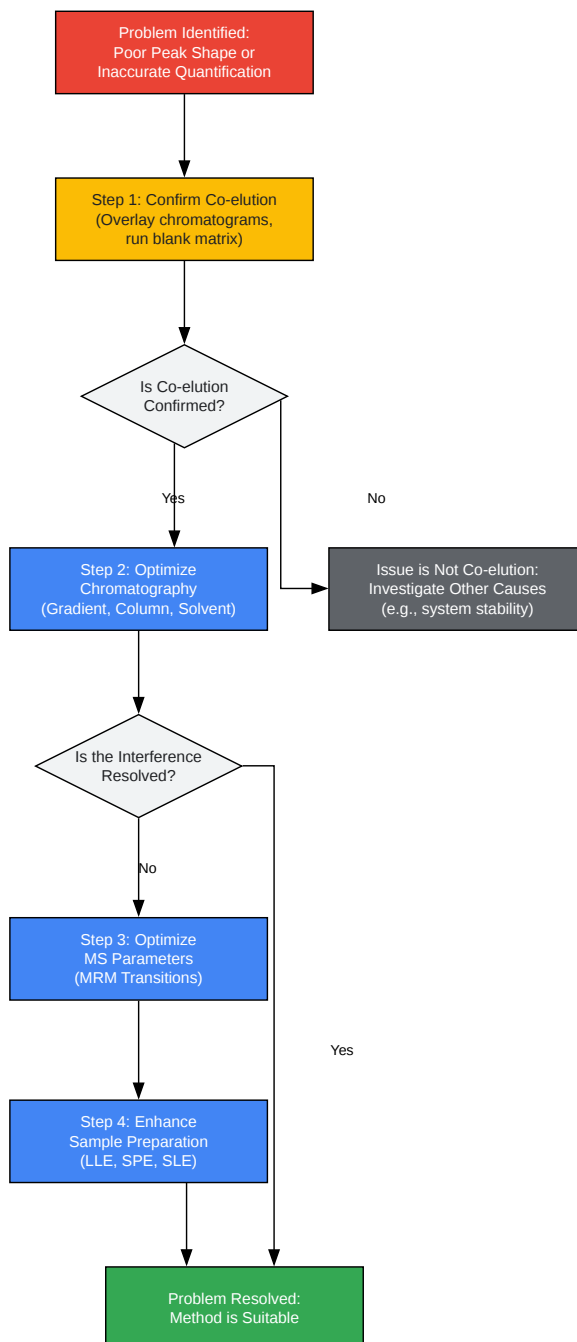 Problem Identified:
Poor Peak Shape or
Inaccurate Quantification
Step 1: Confirm Co-elution
(Overlay chromatograms,
run blank matrix)
Is Co-elution
Confirmed?
Yes
No
Step 2: Optimize
Chromatography
(Gradient, Column, Solvent)
Issue is Not Co-elution:
Investigate Other Causes
(e.g., system stability)
Is the Interference
Resolved?
No
Step 3: Optimize
MS Parameters
(MRM Transitions)
Yes
Step 4: Enhance
Sample Preparation
(LLE, SPE, SLE)
Problem Resolved:
Method is Suitable